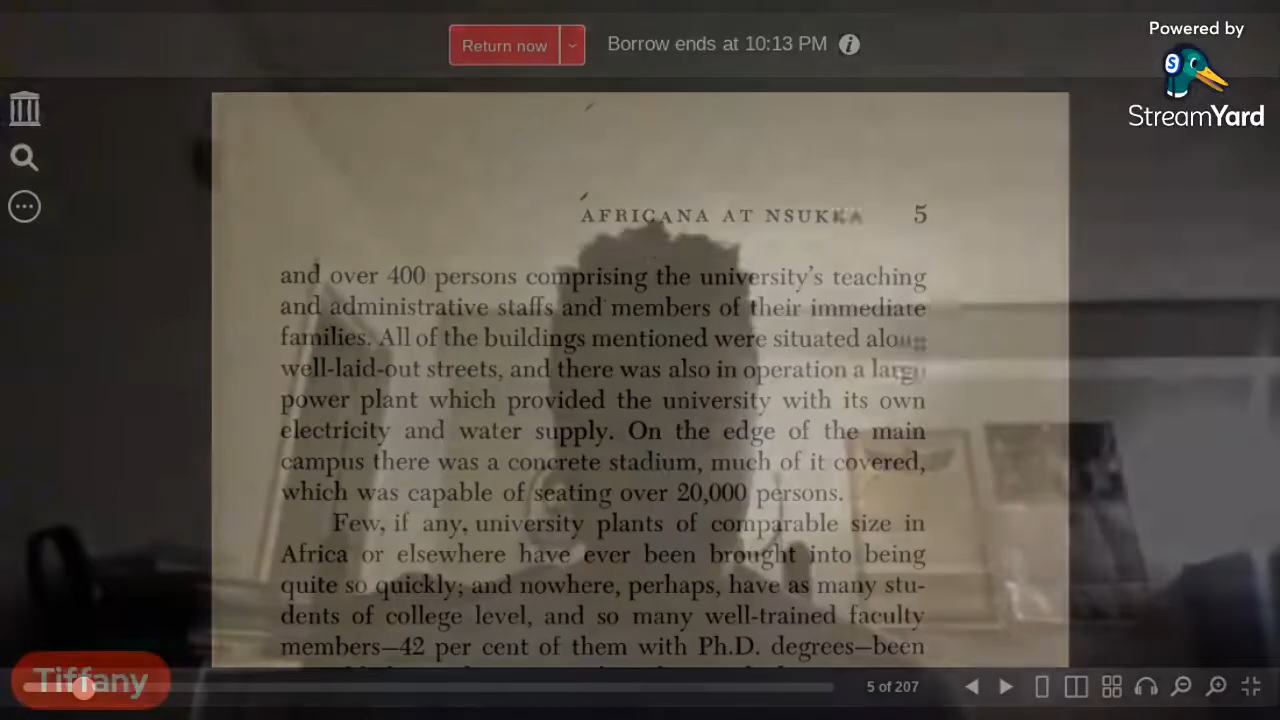 Return now
Borrow ends at 10:13 PM
Powered by
StreamYard
AFRICANA AT NSUKKA 5
and over 400 persons comprising the university's teaching
and administrative staffs and members of their immediate
families. All of the buildings mentioned were situated along
well-laid-out streets, and there was also in operation a large
power plant which provided the university with its own
electricity and water supply. On the edge of the main
campus there was a concrete stadium, much of it covered,
which was capable of seating over 20,000 persons.
Few, if any, university plants of comparable size in
Africa or elsewhere have ever been brought into being
quite so quickly; and nowhere, perhaps, have as many stu-
dents of college level, and so many well-trained faculty
members—42 per cent of them with Ph.D. degrees—been
Tiffany
5 of 207